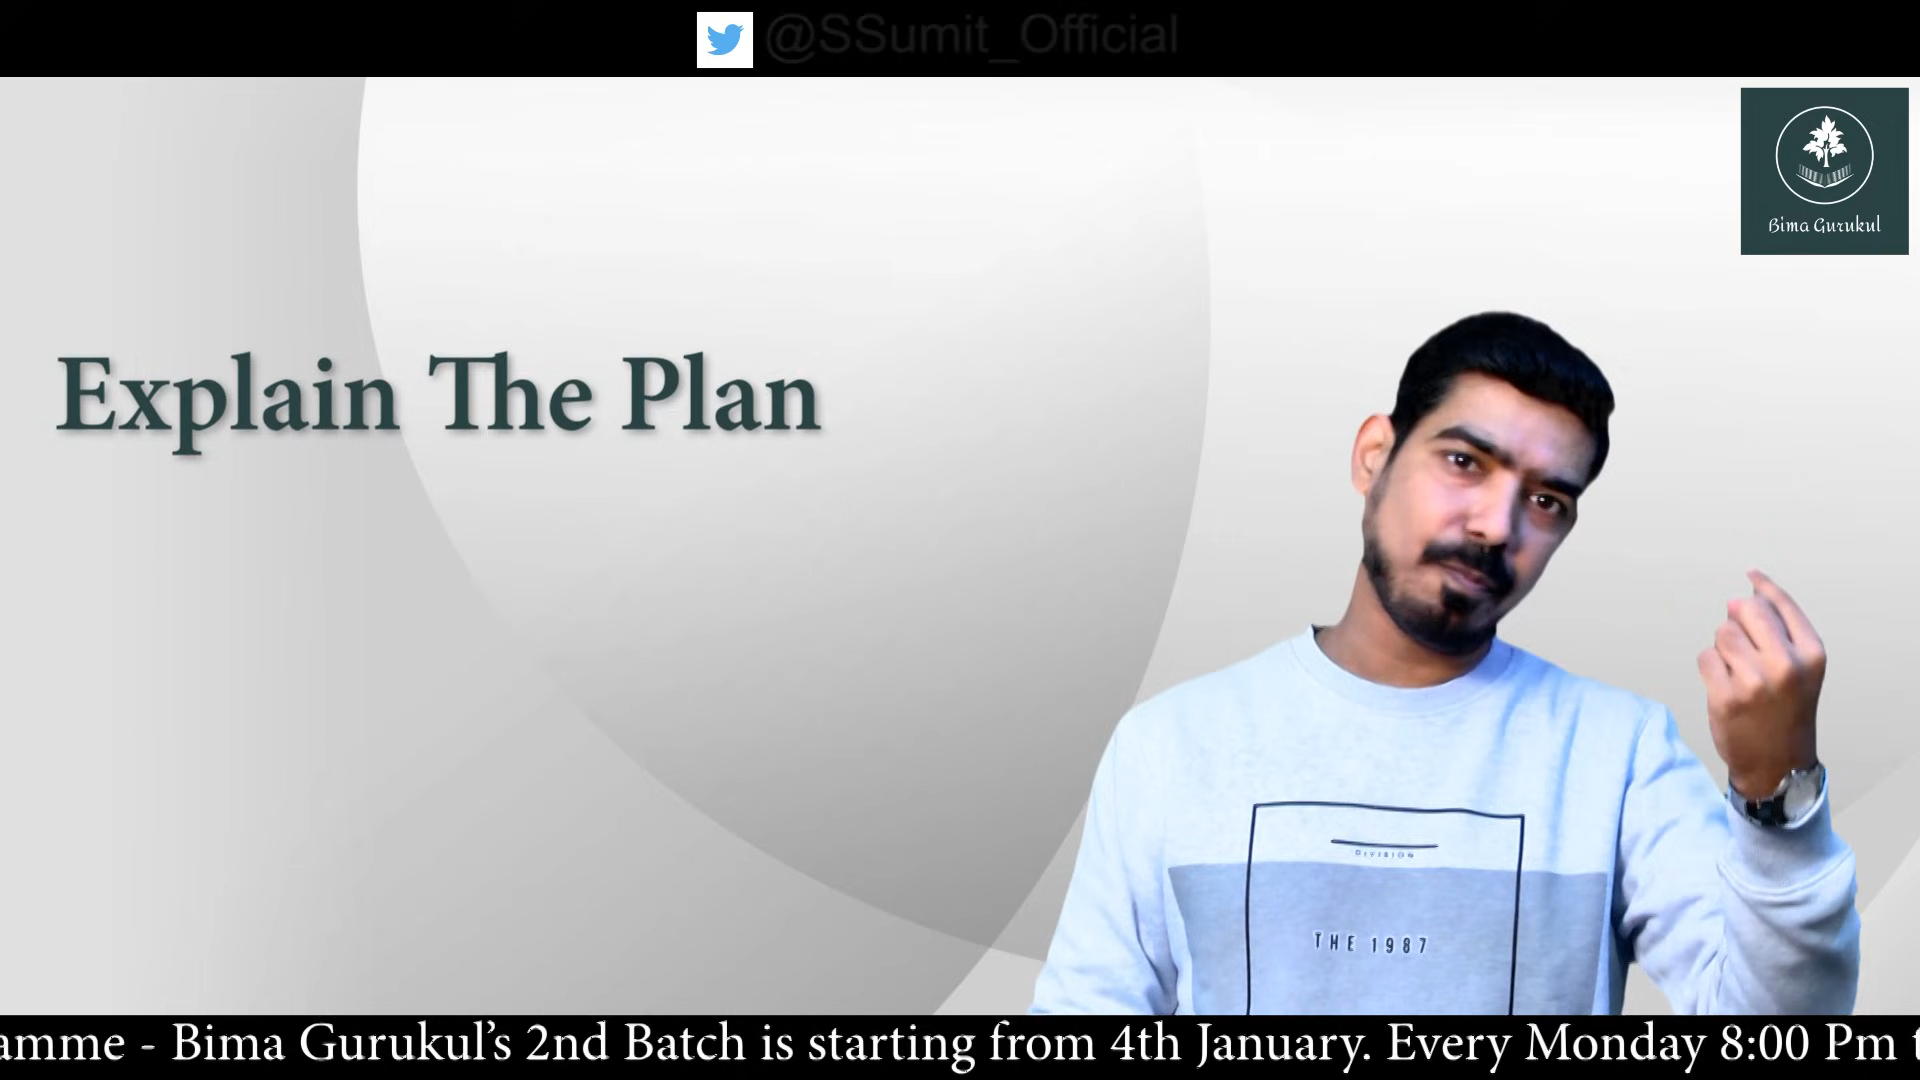 @SSumit_Official
Bima Gurukul
Explain The Plan
DIVISION
THE 1987
amme - Bima Gurukul’s 2nd Batch is starting from 4th January. Every Monday 8:00 Pm t